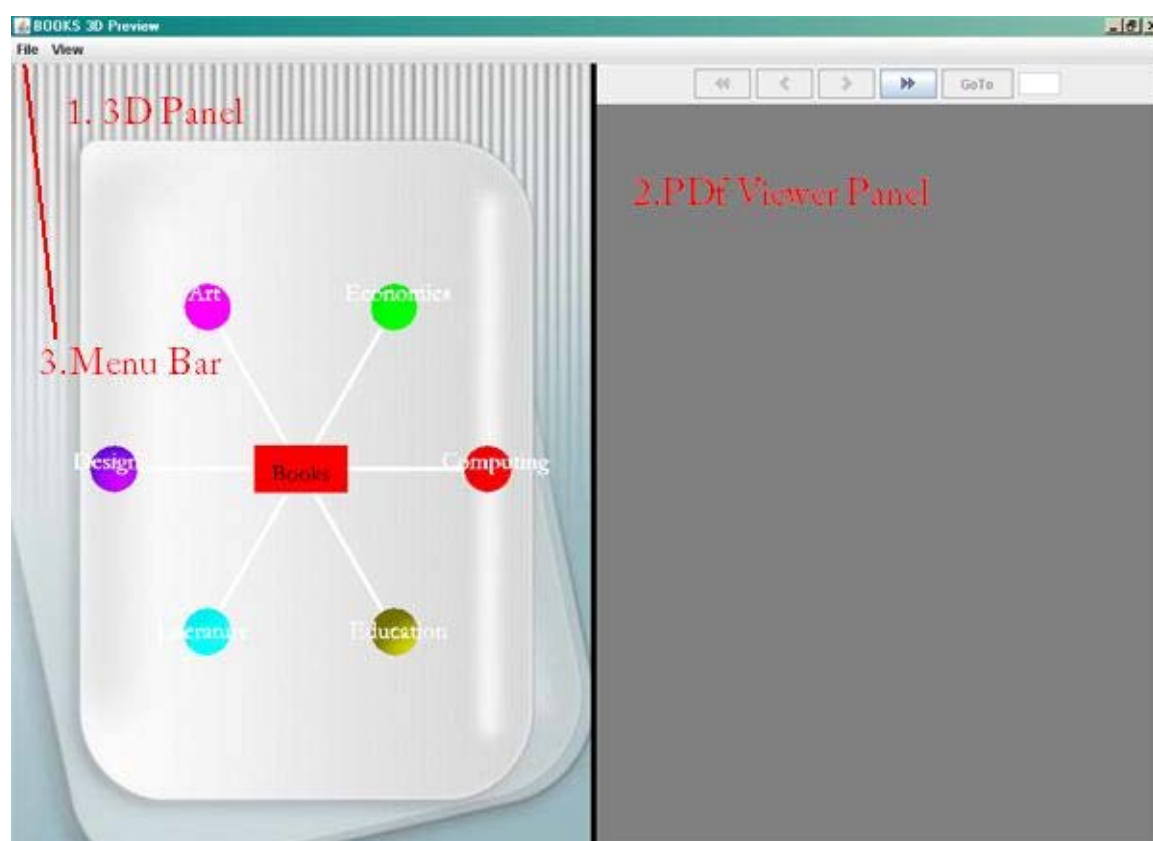 BOOKS 3D Preview
File View
GoTo
1. 3D Panel
2.PDf Viewer Panel
Art
Economics
3.Menu Bar
Design
Books
Computing
Education